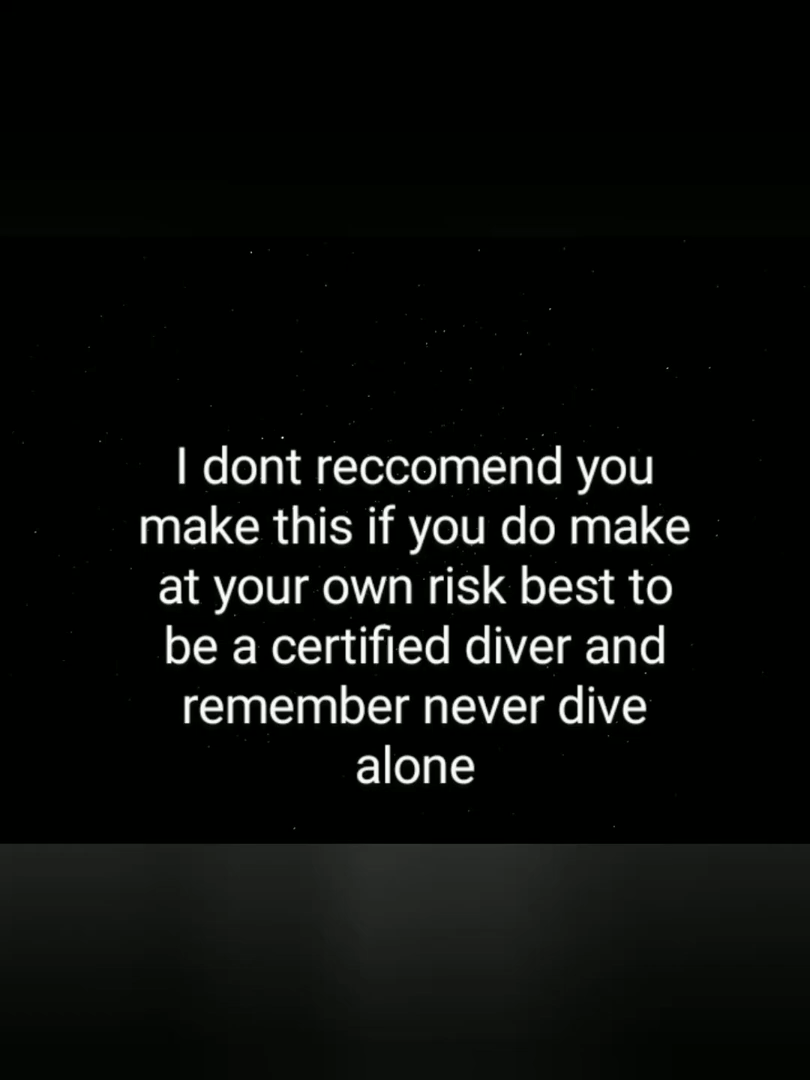 I dont reccomend you
make this if you do make
at your own risk best to
be a certified diver and
remember never dive
alone